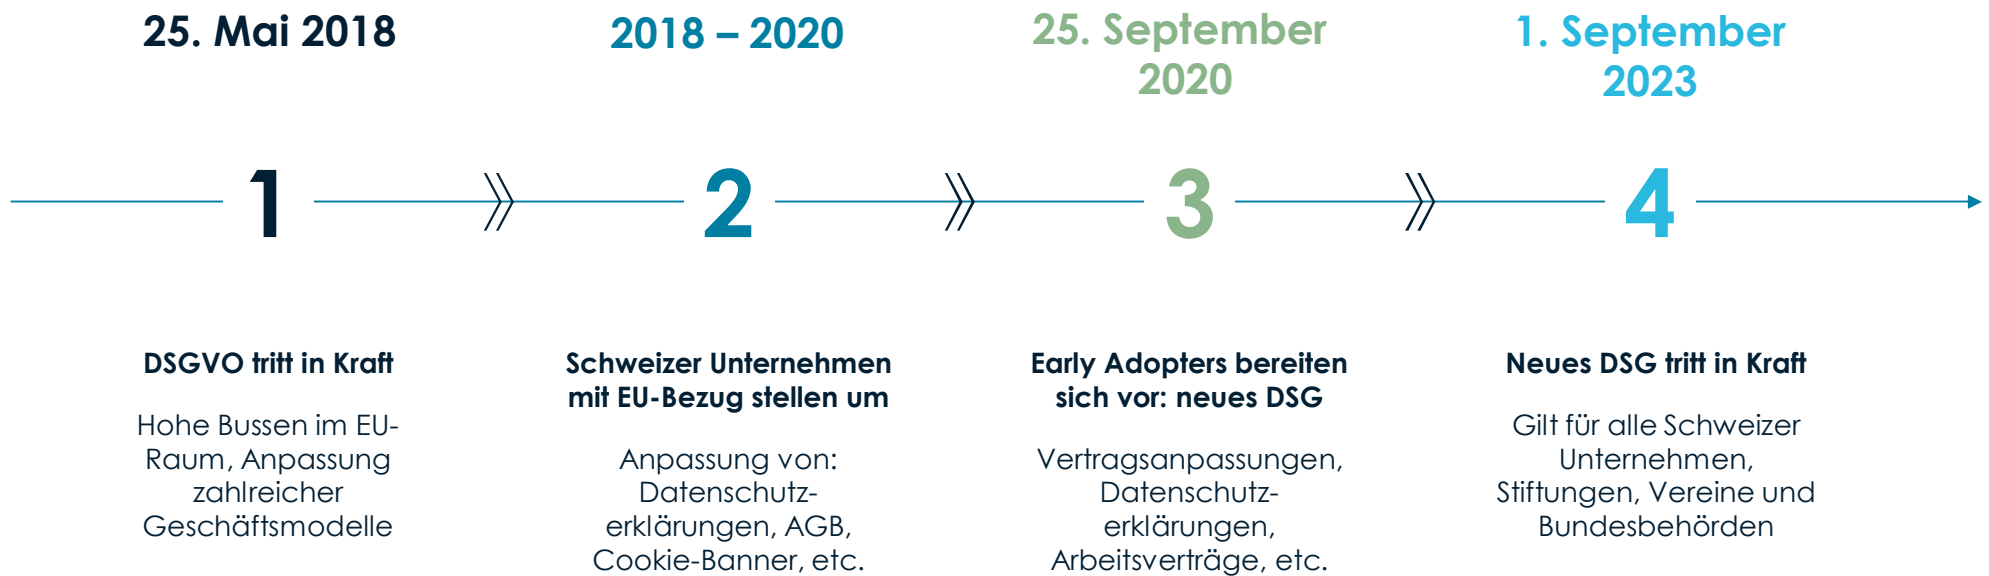 25. Mai 2018
2018 – 2020
25. September
2020
1. September
2023
1
2
3
4
DSGVO tritt in Kraft
Hohe Bussen im EU-
Raum, Anpassung
zahlreicher
Geschäftsmodelle
Schweizer Unternehmen
mit EU-Bezug stellen um
Anpassung von:
Datenschutz-
erklärungen, AGB,
Cookie-Banner, etc.
Early Adopters bereiten
sich vor: neues DSG
Vertragsanpassungen,
Datenschutz-
erklärungen,
Arbeitsverträge, etc.
Neues DSG tritt in Kraft
Gilt für alle Schweizer
Unternehmen,
Stiftungen, Vereine und
Bundesbehörden